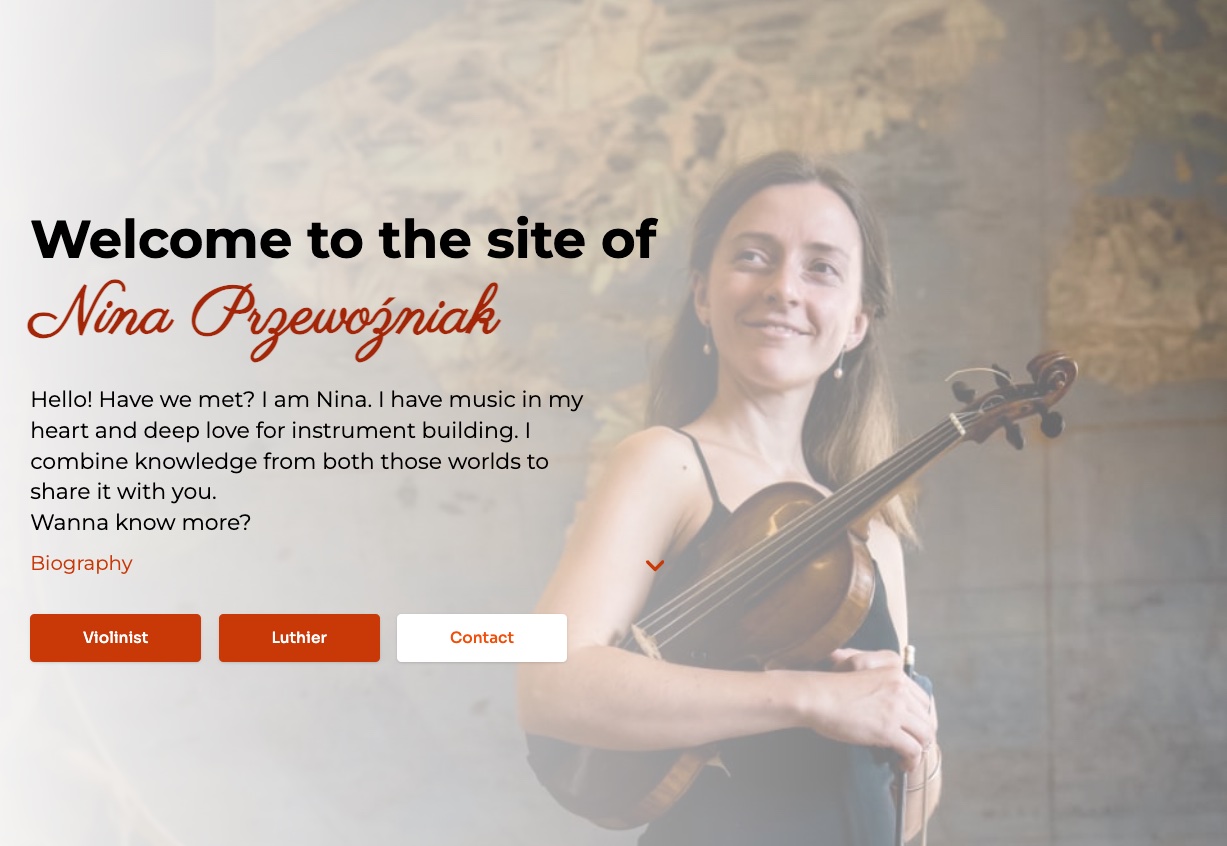 Welcome to the site of
Nina Przewoźniak
Hello! Have we met? I am Nina. I have music in my
heart and deep love for instrument building. I
combine knowledge from both those worlds to
share it with you.
Wanna know more?
Biography
Violinist Luthier Contact